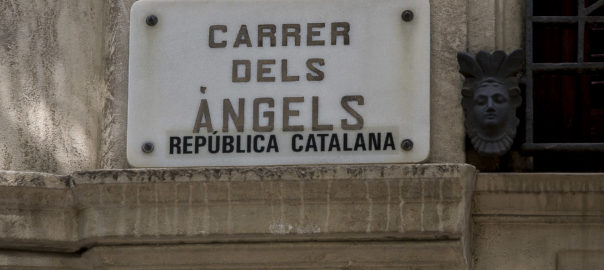 CARRER
DELS
ÀNGELS
REPÚBLICA CATALANA